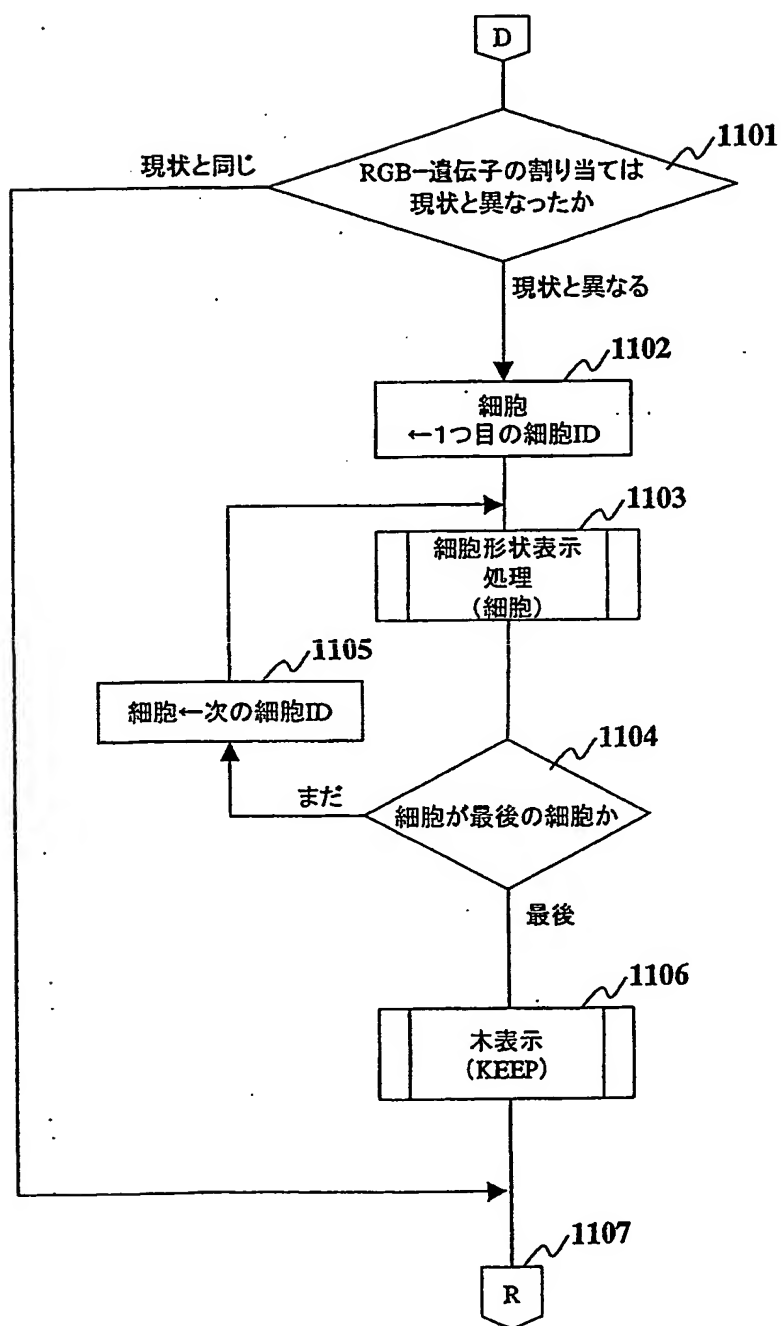 D
1101
現状と同じ
RGB-遺伝子の割り当ては
現状と異なったか
現状と異なる
1102
細胞
←1つ目の細胞ID
1103
細胞形状表示
処理
(細胞)
1105
細胞←次の細胞ID
1104
まだ
細胞が最後の細胞か
最後
1106
木表示
(KEEP)
1107
R